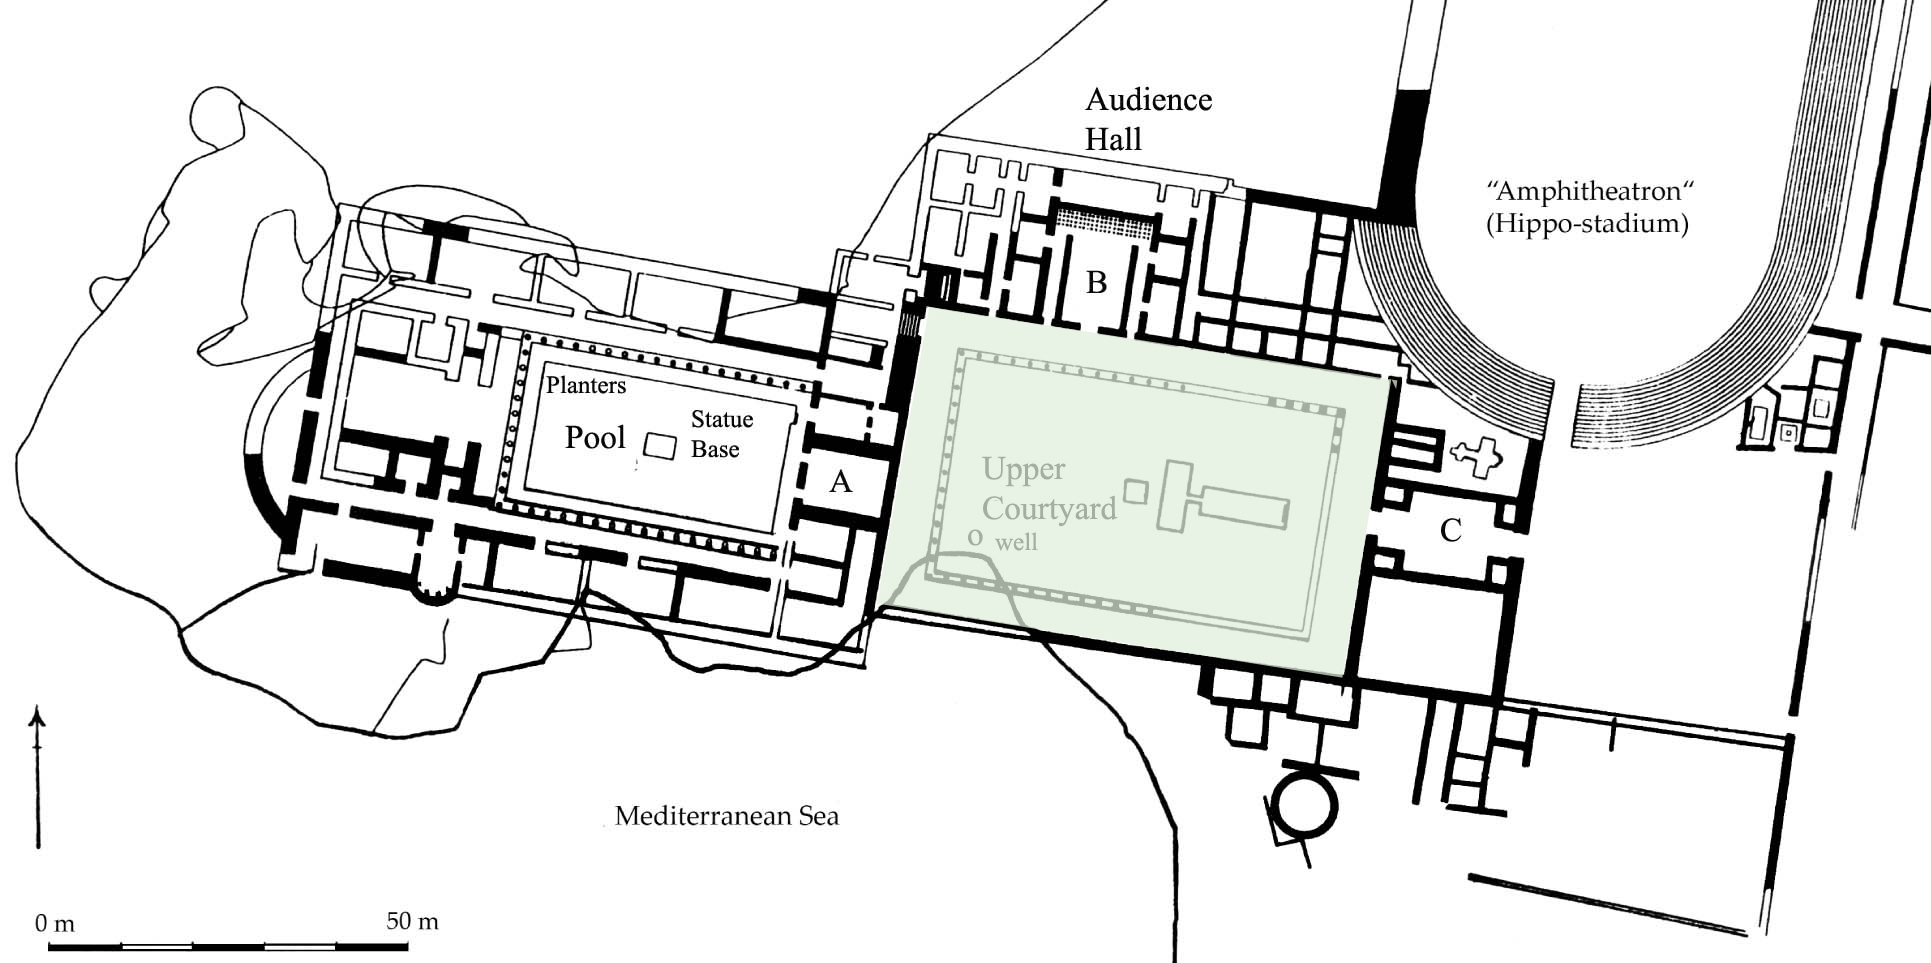 Audience
Hall
“Amphitheatron“
(Hippo-stadium)
B
Planters
Statue
Pool
Base
A
Upper
Courtyard
o well
C
Mediterranean Sea
0 m
50 m